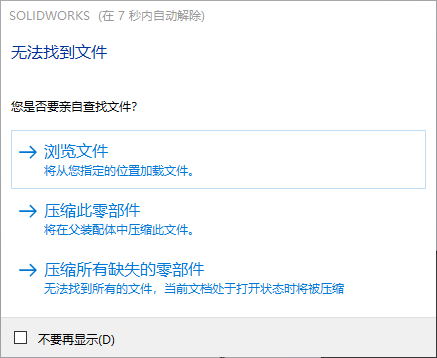 SOLIDWORKS (在 7 秒内自动解除)
无法找到文件
您是否要亲自查找文件?
浏览文件
将从您指定的位置加载文件。
压缩此零部件
将在父装配体中压缩此文件。
压缩所有缺失的零部件
无法找到所有的文件，当前文档处于打开状态时将被压缩
不要再显示(D)